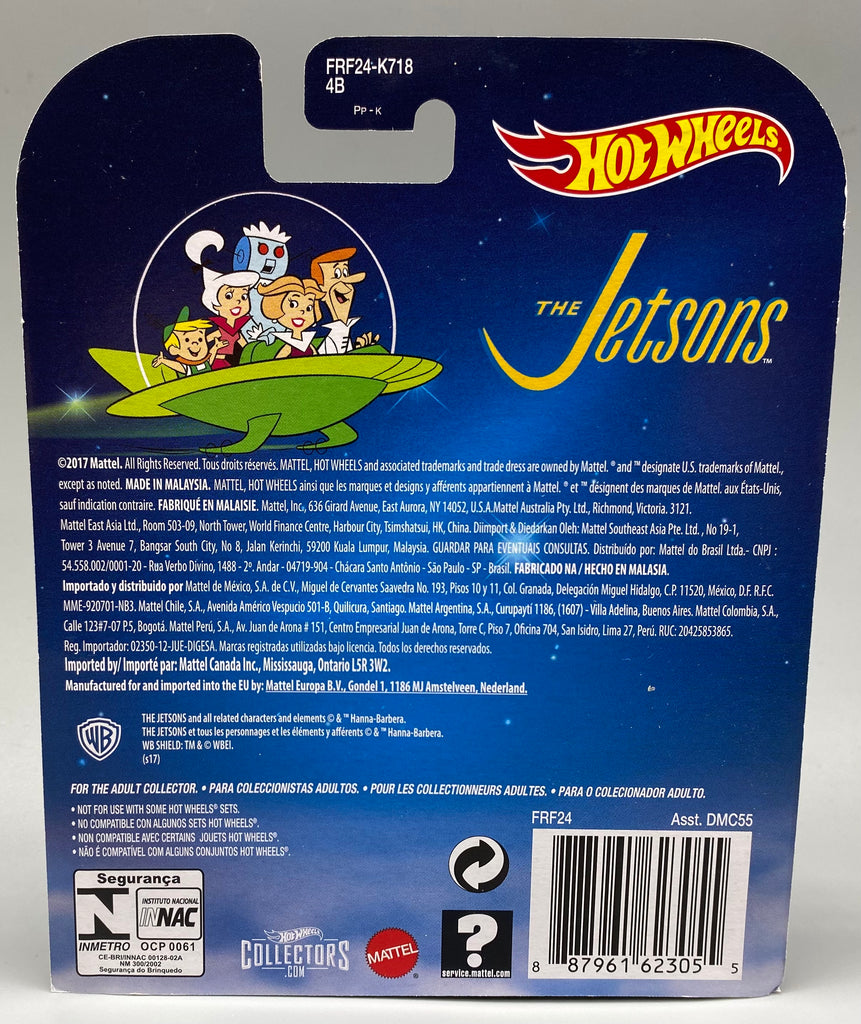 FRF24-K718
4B
PP - K
HOT WHEELS®
THE Jetsons™
©2017 Mattel. All Rights Reserved. Tous droits réservés. MATTEL, HOT WHEELS and associated trademarks and trade dress are owned by Mattel. ® and ™ designate U.S. trademarks of Mattel.,
except as noted. MADE IN MALAYSIA. MATTEL, HOT WHEELS ainsi que les marques et designs y afférents appartiennent à Mattel. ® et ™ désignent des marques de Mattel. aux États-Unis,
sauf indication contraire. FABRIQUÉ EN MALAISIE. Mattel, Inc, 636 Girard Avenue, East Aurora, NY 14052, U.S.A.Mattel Australia Pty. Ltd., Richmond, Victoria. 3121.
Mattel East Asia Ltd., Room 503-09, North Tower, World Finance Centre, Harbour City, Tsimshatsui, HK, China. Diimport & Diedarkan Oleh: Mattel Southeast Asia Pte. Ltd. , No 19-1,
Tower 3 Avenue 7, Bangsar South City, No 8, Jalan Kerinchi, 59200 Kuala Lumpur, Malaysia. GUARDAR PARA EVENTUAIS CONSULTAS. Distribuído por: Mattel do Brasil Ltda.- CNPJ :
54.558.002/0001-20 - Rua Verbo Divino, 1488 - 2º. Andar - 04719-904 - Chácara Santo Antônio - São Paulo - SP - Brasil. FABRICADO NA / HECHO EN MALASIA.
Importado y distribuido por Mattel de México, S.A. de C.V., Miguel de Cervantes Saavedra No. 193, Pisos 10 y 11, Col. Granada, Delegación Miguel Hidalgo, C.P. 11520, México, D.F. R.F.C.
MME-920701-NB3. Mattel Chile, S.A., Avenida Américo Vespucio 501-B, Quilicura, Santiago. Mattel Argentina, S.A., Curupaytí 1186, (1607) - Villa Adelina, Buenos Aires. Mattel Colombia, S.A.,
Calle 123#7-07 P.5, Bogotá. Mattel Perú, S.A., Av. Juan de Arona # 151, Centro Empresarial Juan de Arona, Torre C, Piso 7, Oficina 704, San Isidro, Lima 27, Perú. RUC: 20425853865.
Reg. Importador: 02350-12-JUE-DIGESA. Marcas registradas utilizadas bajo licencia. Todos los derechos reservados.
Imported by/ Importé par: Mattel Canada Inc., Mississauga, Ontario L5R 3W2.
Manufactured for and imported into the EU by: Mattel Europa B.V., Gondel 1, 1186 MJ Amstelveen, Nederland.
WB
THE JETSONS and all related characters and elements © & ™ Hanna-Barbera.
THE JETSONS et tous les personnages et les éléments y afférents © & ™ Hanna-Barbera.
WB SHIELD: TM & © WBEI.
(s17)
FOR THE ADULT COLLECTOR. • PARA COLECCIONISTAS ADULTOS. • POUR LES COLLECTIONNEURS ADULTES. • PARA O COLECIONADOR ADULTO.
• NOT FOR USE WITH SOME HOT WHEELS® SETS.
• NO COMPATIBLE CON ALGUNOS SETS HOT WHEELS®.
• NON COMPATIBLE AVEC CERTAINS JOUETS HOT WHEELS®.
• NÃO É COMPATÍVEL COM ALGUNS CONJUNTOS HOT WHEELS®.
FRF24 Asst. DMC55
Segurança
N
INMETRO
INSTITUTO NACIONAL
INNAC
OCP 0061
CE-BRI/INNAC 00128-02A
NM 300/2002
Segurança do Brinquedo
HOT WHEELS
COLLECTORS
.COM
MATTEL®
?
service.mattel.com
8 87961 62305 5